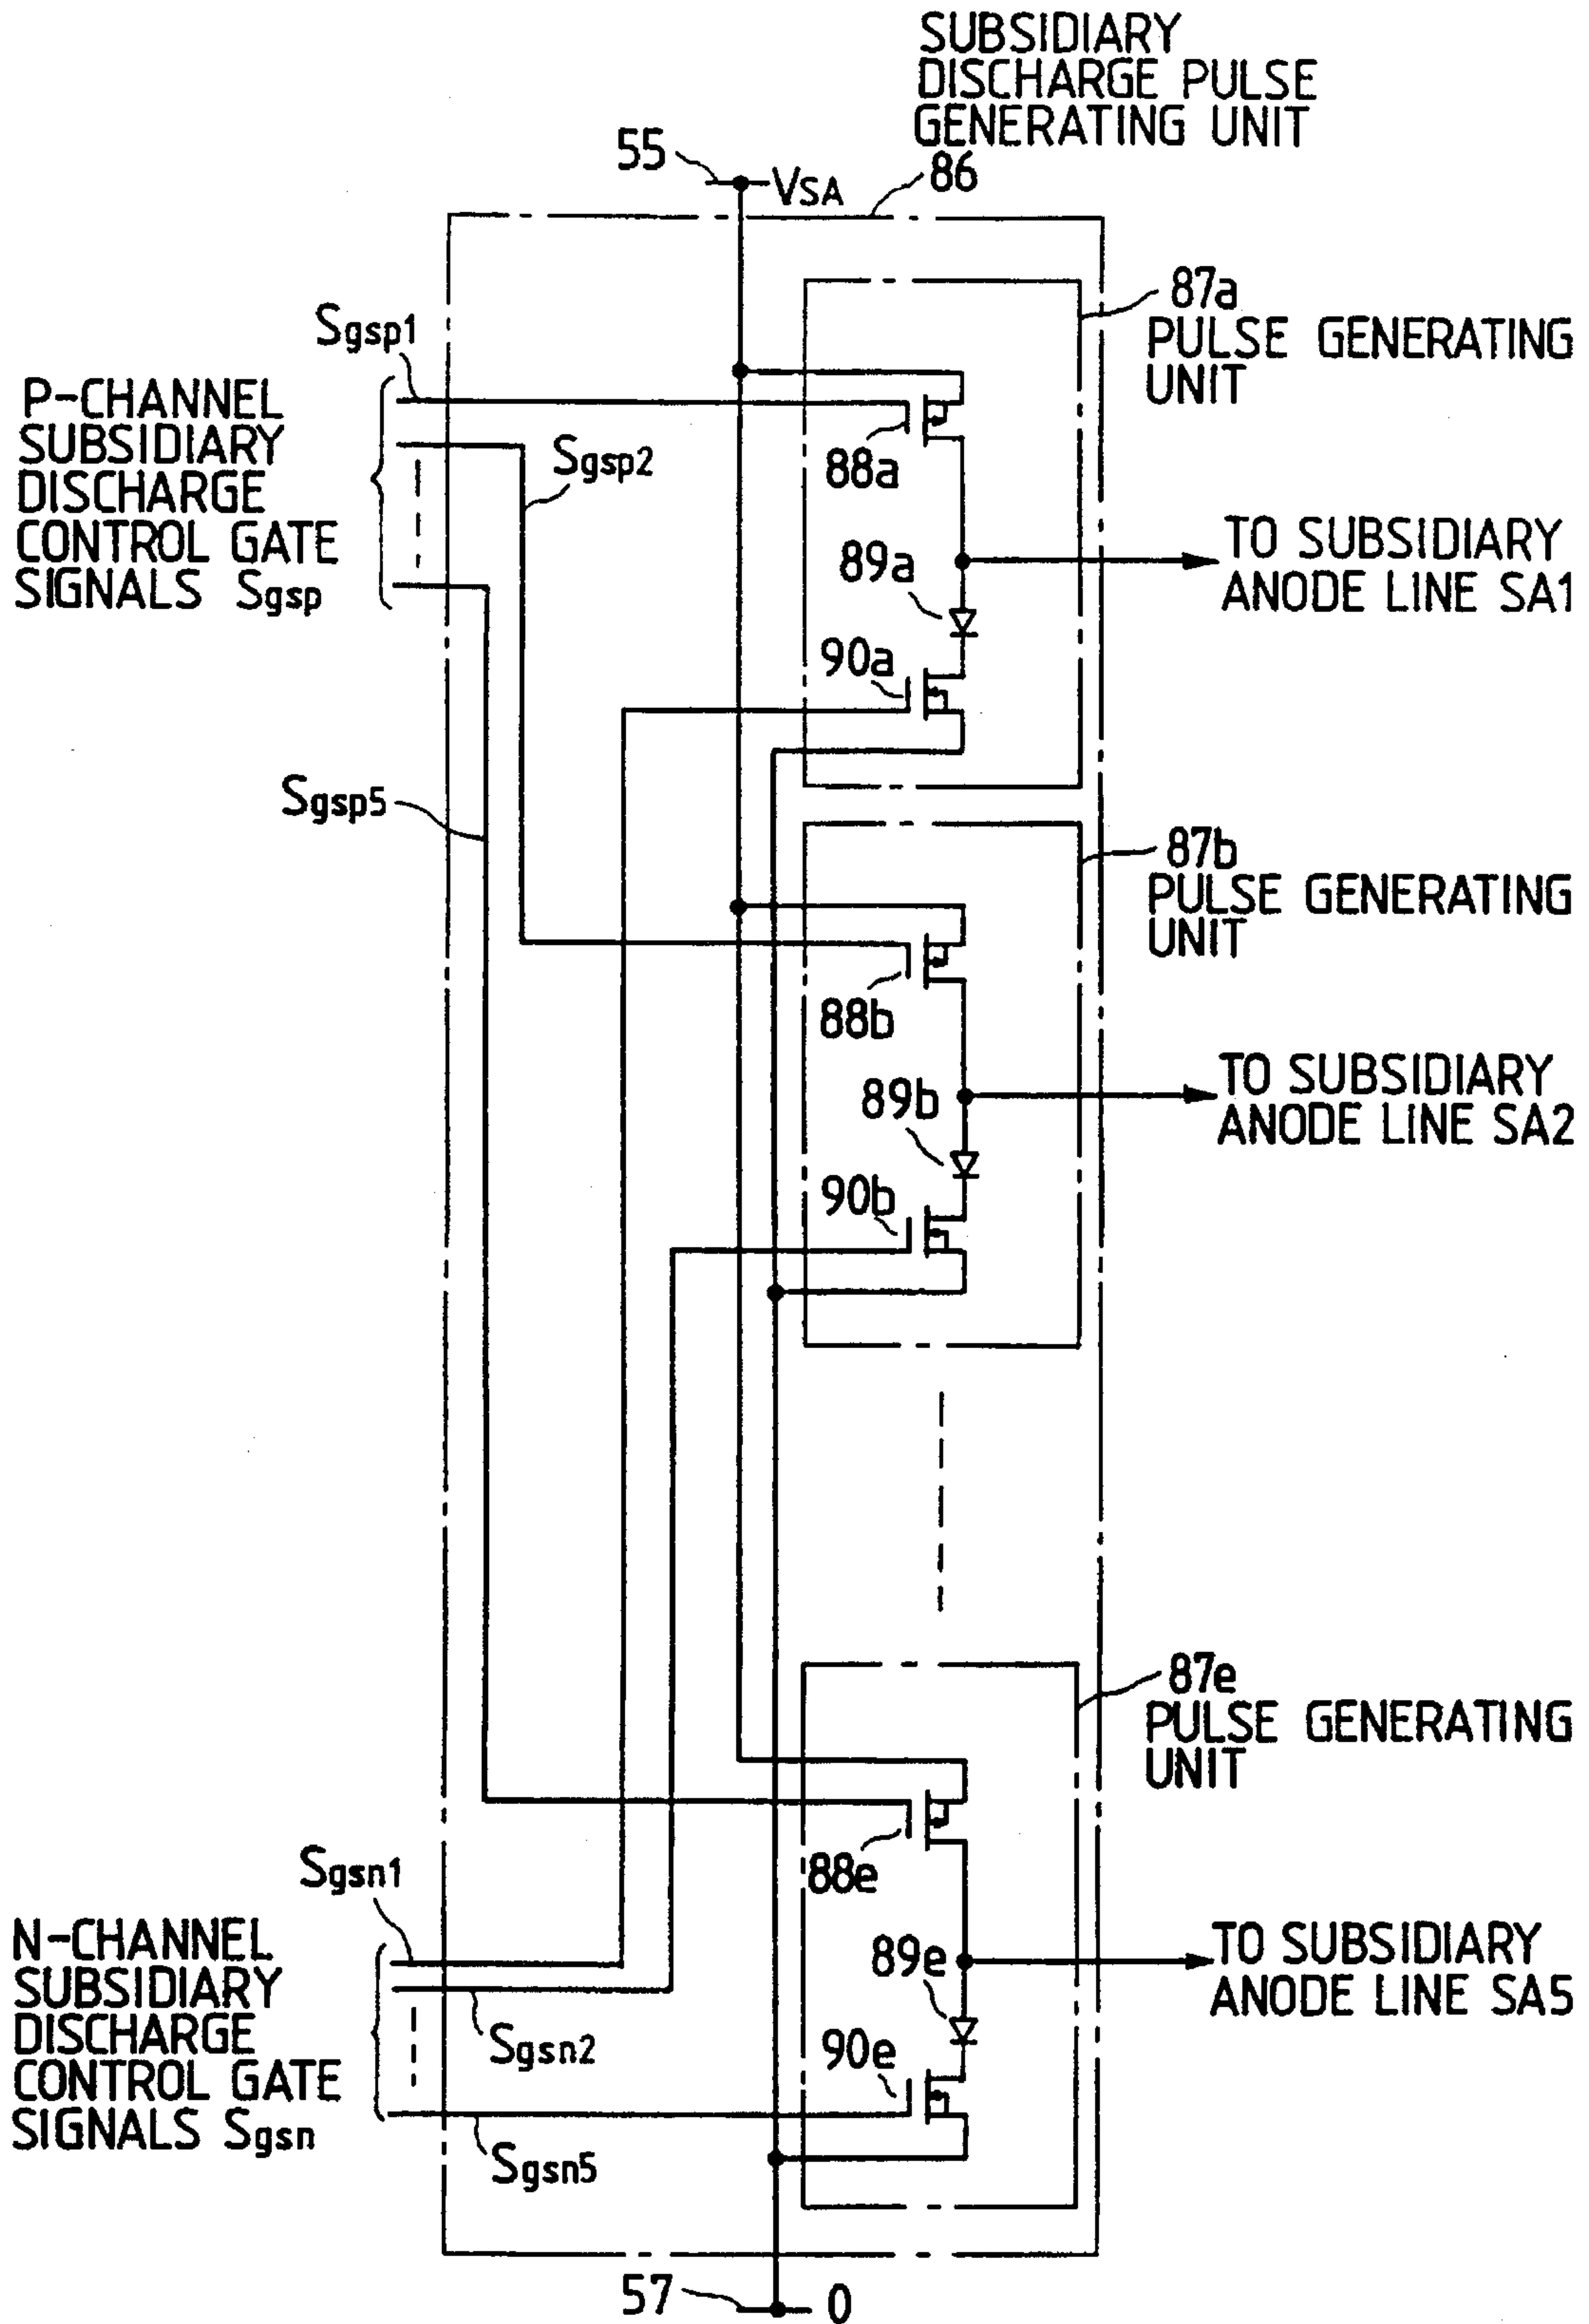 SUBSIDIARY
DISCHARGE PULSE
GENERATING UNIT
86
55
VSA
87a
PULSE GENERATING
UNIT
Sgsp1
P-CHANNEL
SUBSIDIARY
DISCHARGE
CONTROL GATE
SIGNALS Sgsp
Sgsp2
88a
89a
TO SUBSIDIARY
ANODE LINE SA1
90a
Sgsp5
87b
PULSE GENERATING
UNIT
88b
89b
TO SUBSIDIARY
ANODE LINE SA2
90b
87e
PULSE GENERATING
UNIT
88e
Sgsn1
N-CHANNEL
SUBSIDIARY
DISCHARGE
CONTROL GATE
SIGNALS Sgsn
89e
TO SUBSIDIARY
ANODE LINE SA5
Sgsn2
90e
Sgsn5
57
0